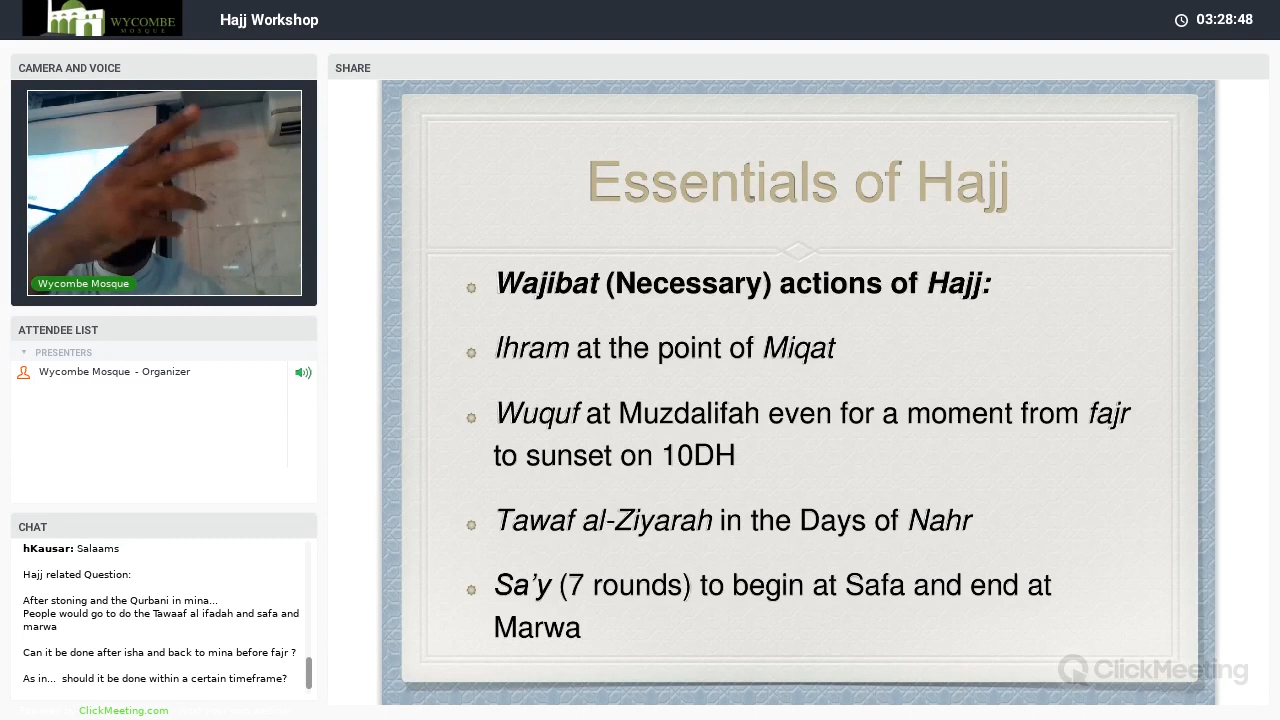 WYCOMBE
MOSQUE
Hajj Workshop
03:28:48
CAMERA AND VOICE
Wycombe Mosque
ATTENDEE LIST
PRESENTERS
Wycombe Mosque - Organizer
CHAT
hKausar: Salaams
Hajj related Question:
After stoning and the Qurbani in mina...
People would go to do the Tawaaf al ifadah and safa and
marwa
Can it be done after isha and back to mina before fajr ?
As in... should it be done within a certain timeframe?
ClickMeeting.com
SHARE
Essentials of Hajj
Wajibat (Necessary) actions of Hajj:
Ihram at the point of Miqat
Wuquf at Muzdalifah even for a moment from fajr
to sunset on 10DH
Tawaf al-Ziyarah in the Days of Nahr
Sa’y (7 rounds) to begin at Safa and end at
Marwa
ClickMeeting